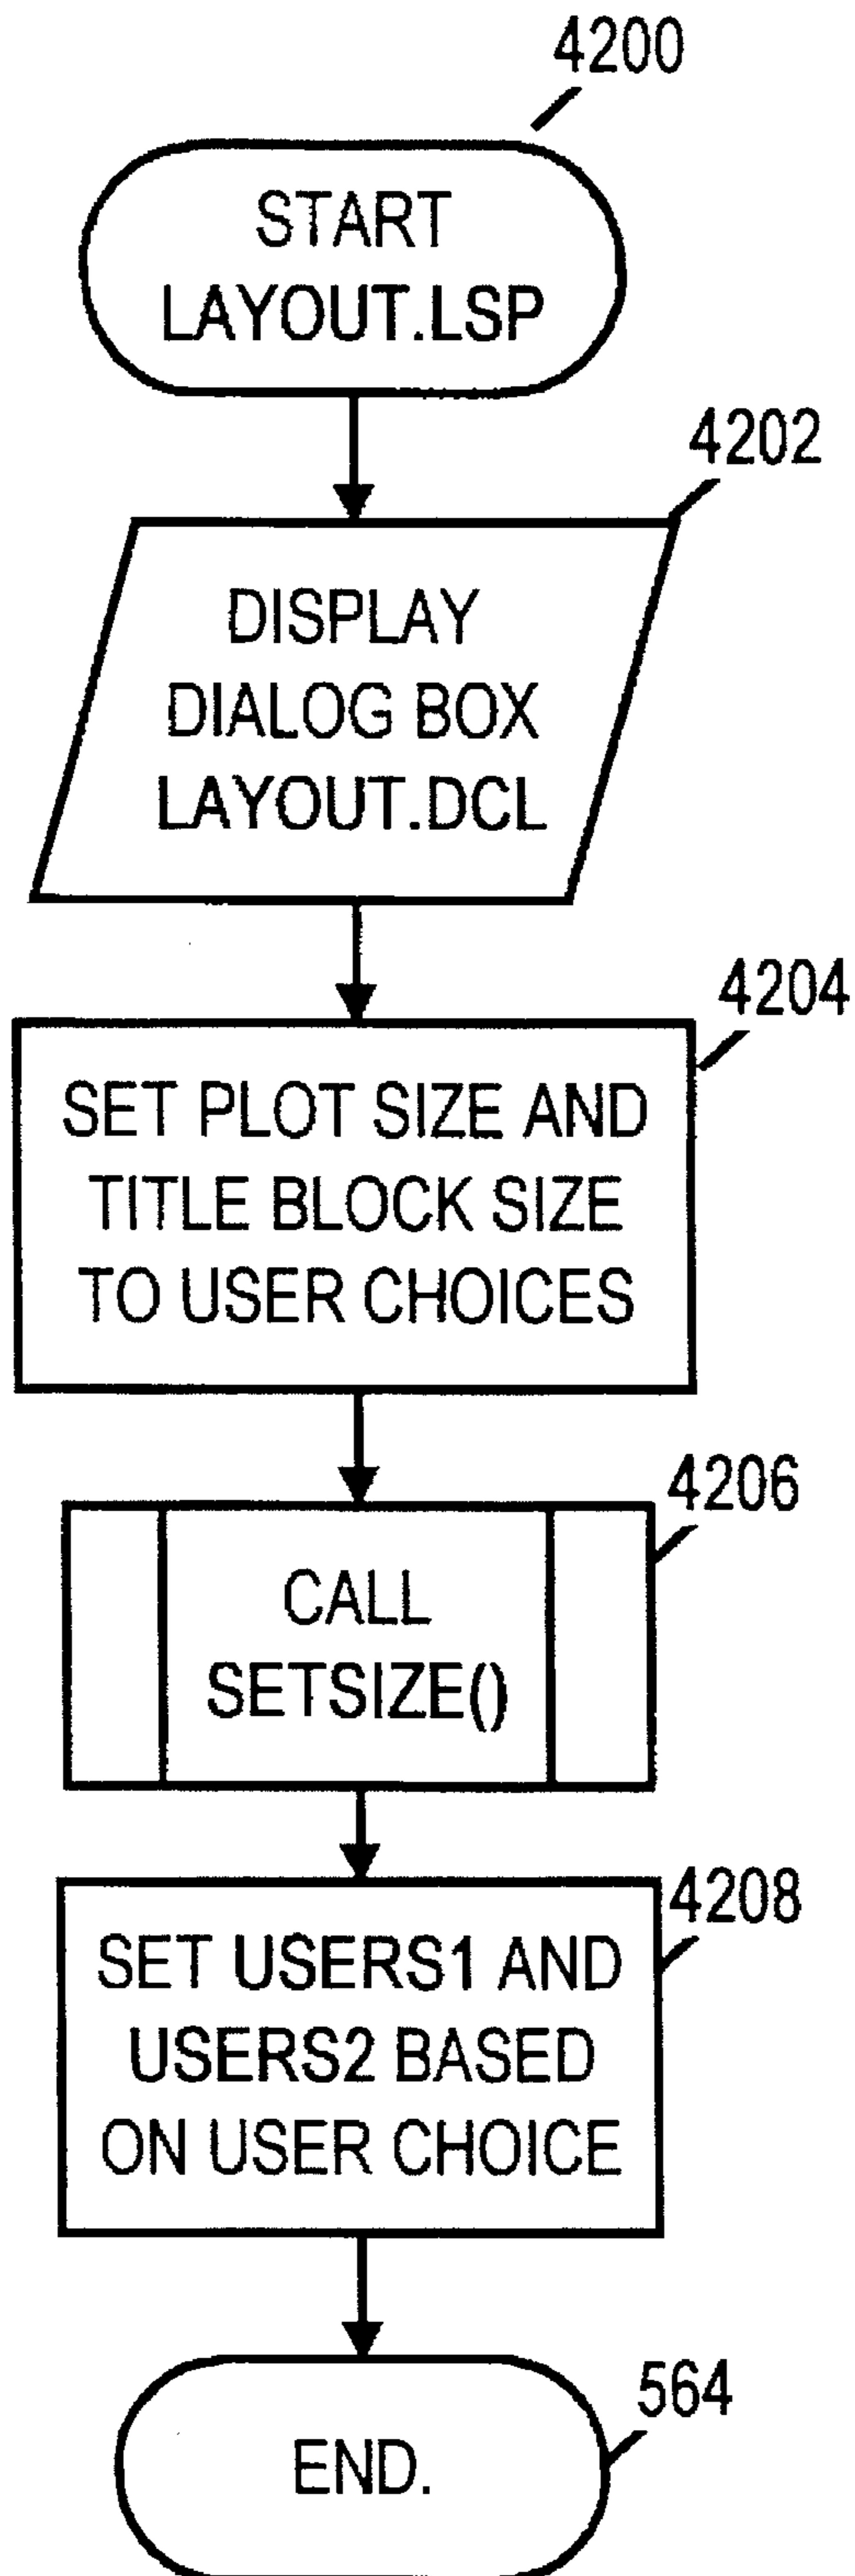 4200
START
LAYOUT.LSP
4202
DISPLAY
DIALOG BOX
LAYOUT.DCL
4204
SET PLOT SIZE AND
TITLE BLOCK SIZE
TO USER CHOICES
4206
CALL
SETSIZE()
4208
SET USERS1 AND
USERS2 BASED
ON USER CHOICE
564
END.